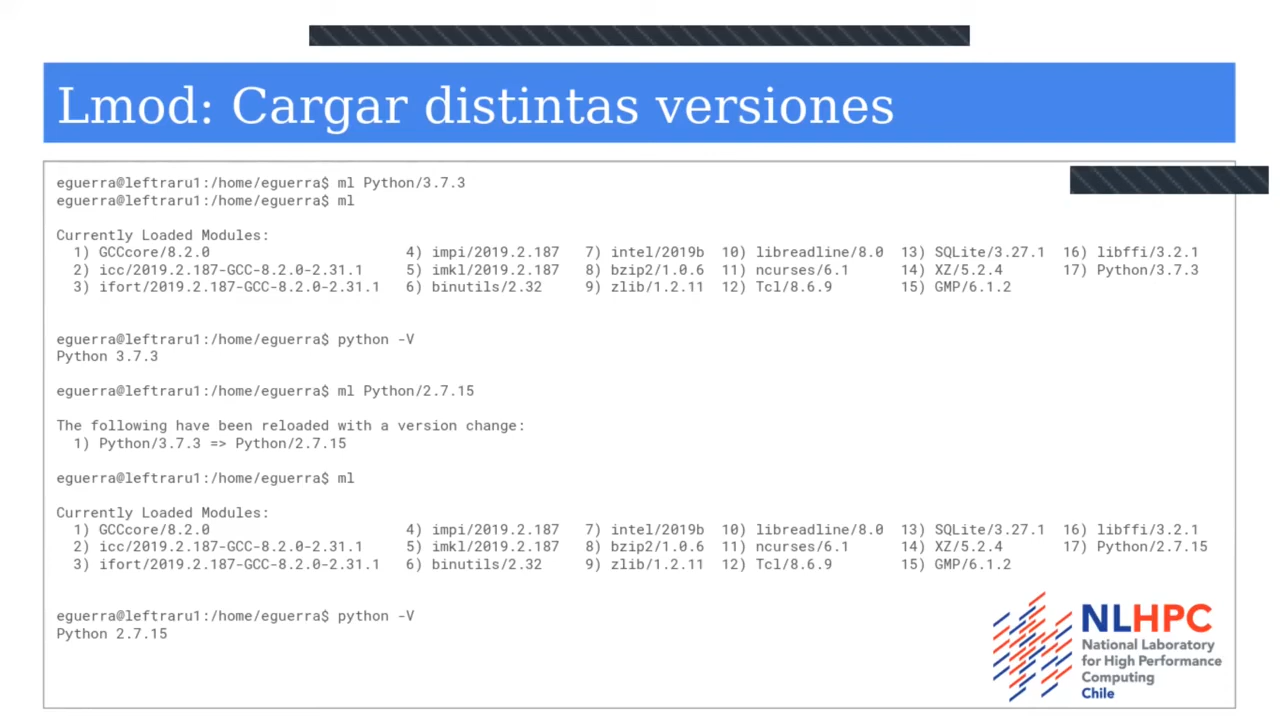 Lmod: Cargar distintas versiones
eguerra@leftraru1:/home/eguerra$ ml Python/3.7.3
eguerra@leftraru1:/home/eguerra$ ml
Currently Loaded Modules:
1) GCCcore/8.2.0 4) impi/2019.2.187 7) intel/2019b 10) libreadline/8.0 13) SQLite/3.27.1 16) libffi/3.2.1
2) icc/2019.2.187-GCC-8.2.0-2.31.1 5) imkl/2019.2.187 8) bzip2/1.0.6 11) ncurses/6.1 14) XZ/5.2.4 17) Python/3.7.3
3) ifort/2019.2.187-GCC-8.2.0-2.31.1 6) binutils/2.32 9) zlib/1.2.11 12) Tcl/8.6.9 15) GMP/6.1.2
eguerra@leftraru1:/home/eguerra$ python -V
Python 3.7.3
eguerra@leftraru1:/home/eguerra$ ml Python/2.7.15
The following have been reloaded with a version change:
1) Python/3.7.3 => Python/2.7.15
eguerra@leftraru1:/home/eguerra$ ml
Currently Loaded Modules:
1) GCCcore/8.2.0 4) impi/2019.2.187 7) intel/2019b 10) libreadline/8.0 13) SQLite/3.27.1 16) libffi/3.2.1
2) icc/2019.2.187-GCC-8.2.0-2.31.1 5) imkl/2019.2.187 8) bzip2/1.0.6 11) ncurses/6.1 14) XZ/5.2.4 17) Python/2.7.15
3) ifort/2019.2.187-GCC-8.2.0-2.31.1 6) binutils/2.32 9) zlib/1.2.11 12) Tcl/8.6.9 15) GMP/6.1.2
eguerra@leftraru1:/home/eguerra$ python -V
Python 2.7.15
NLHPC
National Laboratory
for High Performance
Computing
Chile